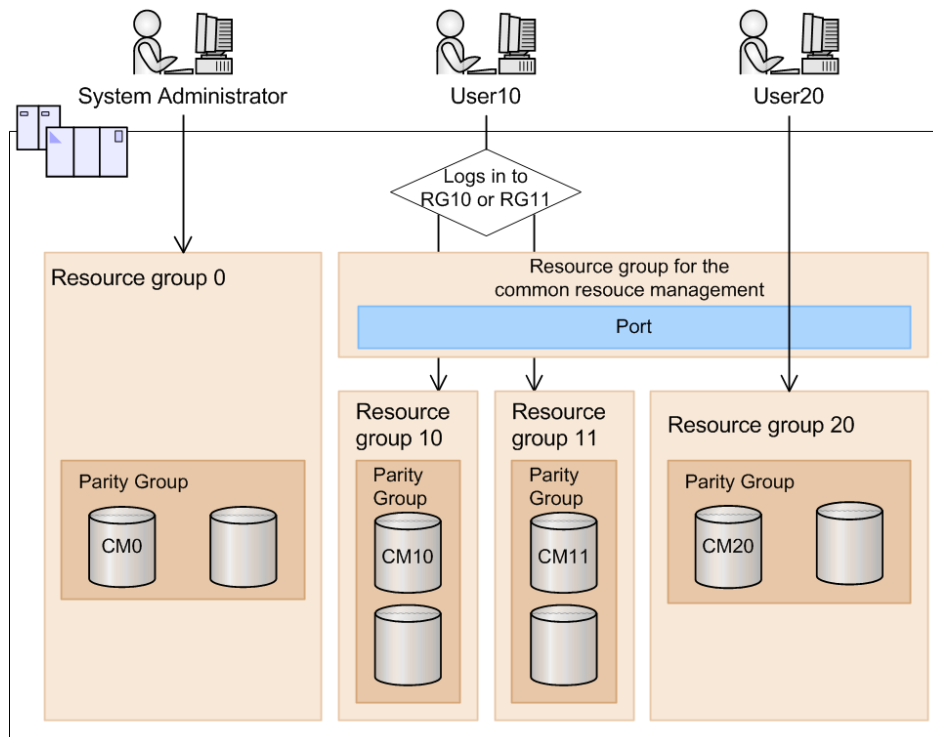 System Administrator
User10
User20
Logs in to
RG10 or RG11
Resource group 0
Resource group for the
common resouce management
Port
Resource
group 10
Resource
group 11
Resource group 20
Parity Group
CM0
Parity
Group
CM10
Parity
Group
CM11
Parity Group
CM20